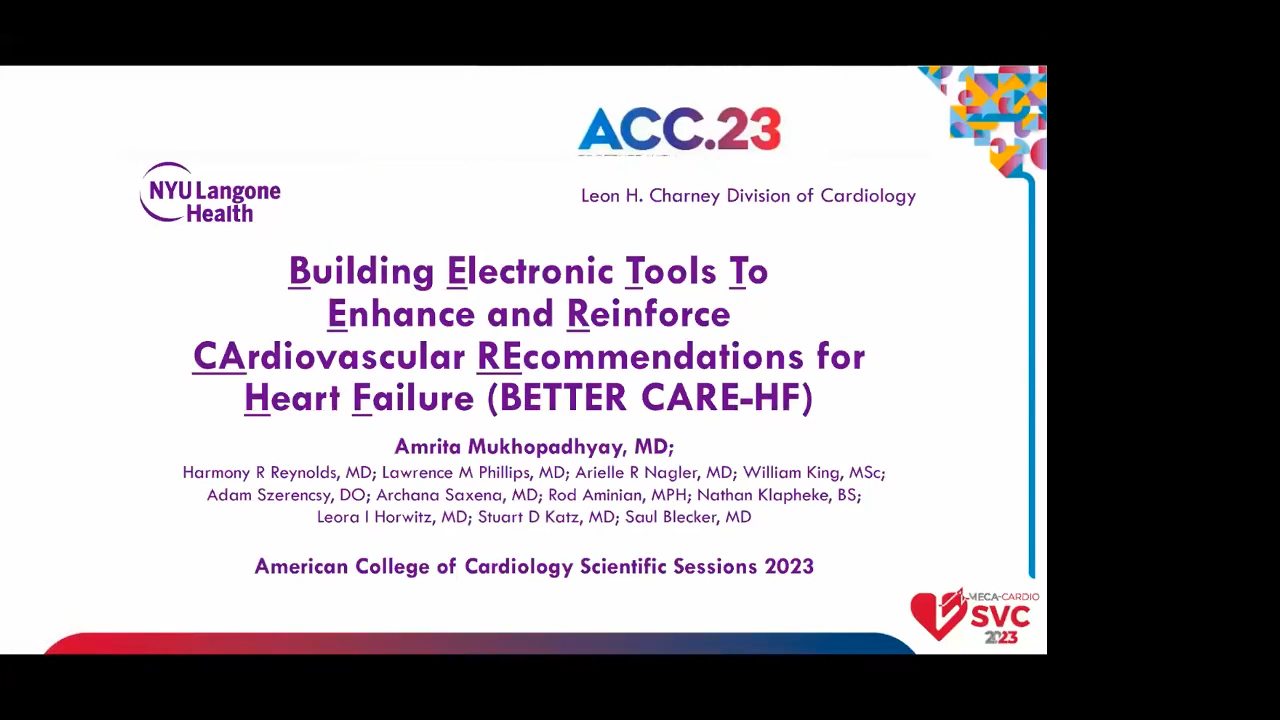 ACC.23
NYU Langone
Health
Leon H. Charney Division of Cardiology
Building Electronic Tools To
Enhance and Reinforce
CArdiovascular REcommendations for
Heart Failure (BETTER CARE-HF)
Amrita Mukhopadhyay, MD;
Harmony R Reynolds, MD; Lawrence M Phillips, MD; Arielle R Nagler, MD; William King, MSc;
Adam Szerencsy, DO; Archana Saxena, MD; Rod Aminian, MPH; Nathan Klapheke, BS;
Leora I Horwitz, MD; Stuart D Katz, MD; Saul Blecker, MD
American College of Cardiology Scientific Sessions 2023
MECA-CARDIO
SVC
2023